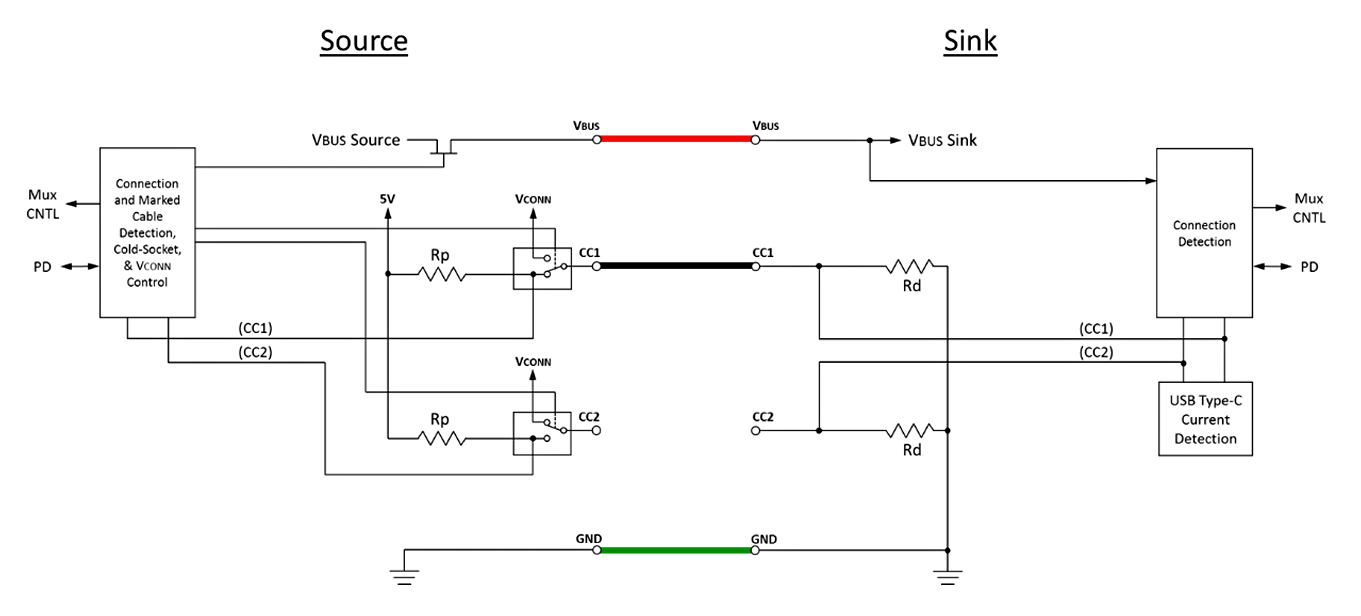 Source
Sink
VBUS
VBUS
VBUS Source
VBUS Sink
Connection
and Marked
Cable
Detection,
Cold-Socket,
& VCONN
Control
Mux
CNTL
PD
5V
VCONN
Rp
CC1
CC1
Rd
Connection
Detection
Mux
CNTL
PD
(CC1)
(CC2)
(CC1)
(CC2)
VCONN
Rp
CC2
CC2
Rd
USB Type-C
Current
Detection
GND
GND